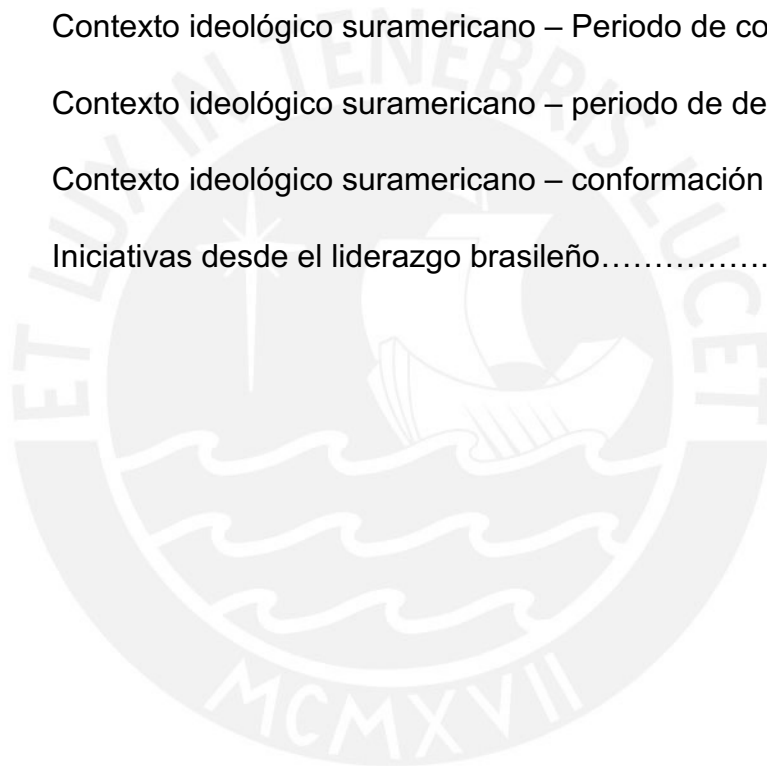 Contexto ideológico suramericano – Periodo de co
Contexto ideológico suramericano – periodo de de
Contexto ideológico suramericano – conformación
Iniciativas desde el liderazgo brasileño…………….
ET LUX IN TENEBRIS LUCET
MCMXVII